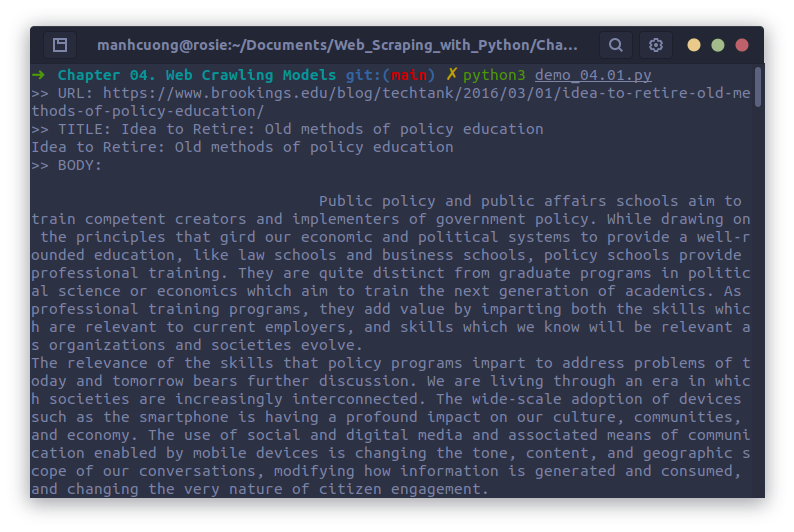 manhcuong@rosie:~/Documents/Web_Scraping_with_Python/Cha...
➜ Chapter 04. Web Crawling Models git:(main) ✗ python3 demo_04.01.py
>> URL: https://www.brookings.edu/blog/techtank/2016/03/01/idea-to-retire-old-me
thods-of-policy-education/
>> TITLE: Idea to Retire: Old methods of policy education
Idea to Retire: Old methods of policy education
>> BODY:
Public policy and public affairs schools aim to
train competent creators and implementers of government policy. While drawing on
the principles that gird our economic and political systems to provide a well-r
ounded education, like law schools and business schools, policy schools provide
professional training. They are quite distinct from graduate programs in politic
al science or economics which aim to train the next generation of academics. As
professional training programs, they add value by imparting both the skills whic
h are relevant to current employers, and skills which we know will be relevant a
s organizations and societies evolve.
The relevance of the skills that policy programs impart to address problems of t
oday and tomorrow bears further discussion. We are living through an era in whic
h societies are increasingly interconnected. The wide-scale adoption of devices
such as the smartphone is having a profound impact on our culture, communities,
and economy. The use of social and digital media and associated means of communi
cation enabled by mobile devices is changing the tone, content, and geographic s
cope of our conversations, modifying how information is generated and consumed,
and changing the very nature of citizen engagement.